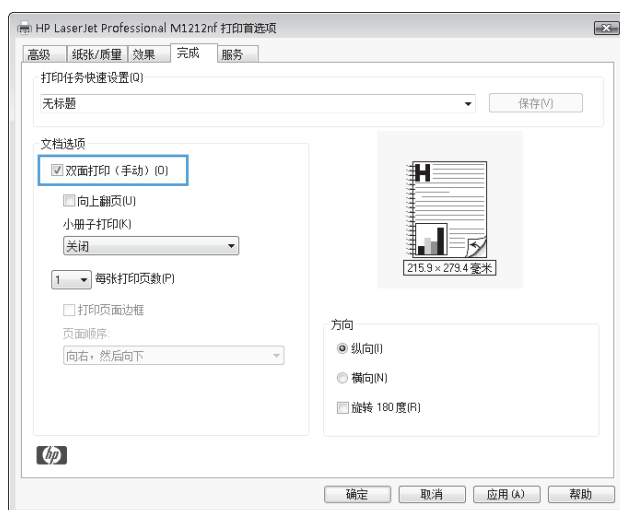 HP LaserJet Professional M1212nf 打印首选项
高级 纸张/质量 效果 完成 服务
打印任务快速设置(Q)
无标题 保存(V)
文档选项
双面打印（手动）(O)
向上翻页(U)
小册子打印(K)
关闭
1 每张打印页数(P)
打印页面边框
页面顺序:
向右，然后向下
H
215.9 × 279.4 毫米
方向
纵向(I)
横向(N)
旋转 180 度(R)
hp
确定 取消 应用(A) 帮助